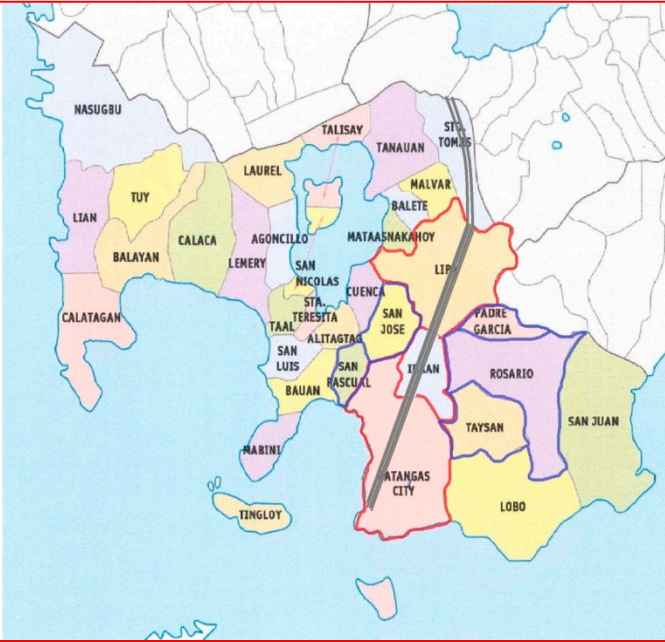 NASUGBU
TALISAY
STO.
TOMAS
TANAUAN
LAUREL
MALVAR
TUY
BALETE
LIAN
AGONCILLO
MATAASNAKAHOY
CALACA
BALAYAN
LEMERY
SAN
NICOLAS
LIPA
CUENCA
STA.
TERESITA
CALATAGAN
SAN
JOSE
PADRE
GARCIA
TAAL
ALITAGTAG
SAN
LUIS
SAN
PASCUAL
IBAAN
ROSARIO
BAUAN
SAN JUAN
TAYSAN
MABINI
BATANGAS
CITY
LOBO
TINGLOY